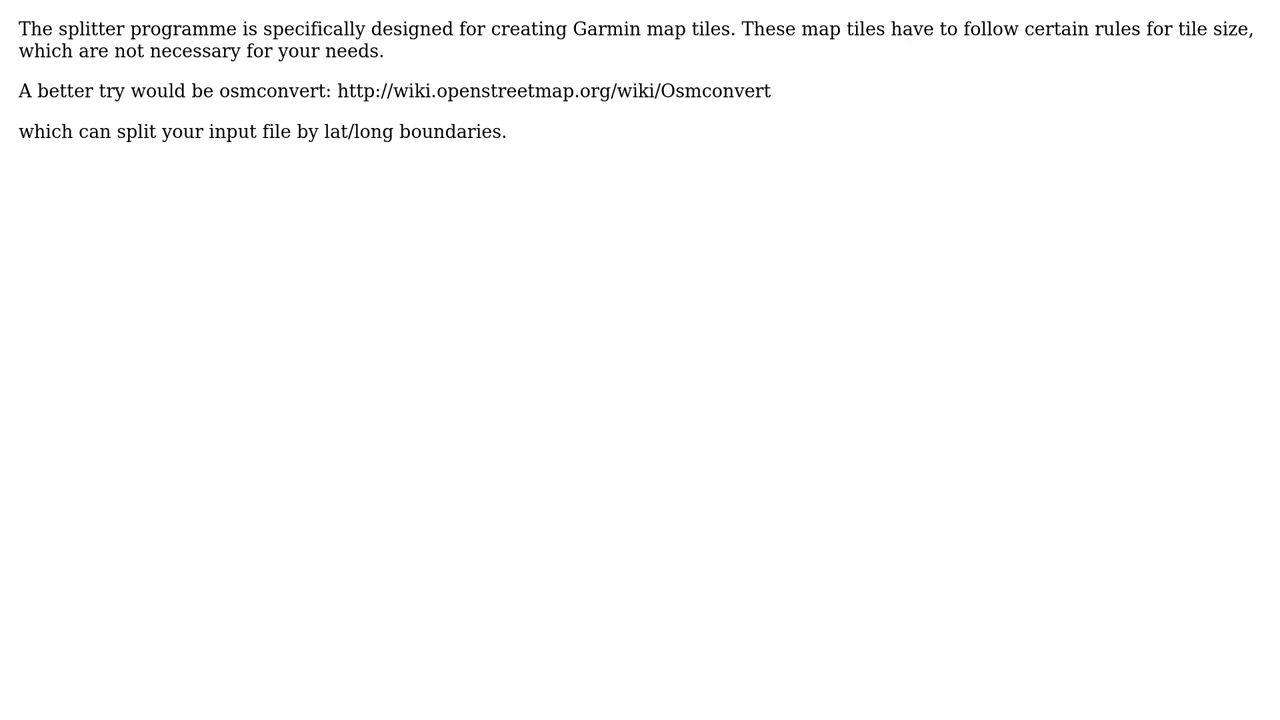 The splitter programme is specifically designed for creating Garmin map tiles. These map tiles have to follow certain rules for tile size,
which are not necessary for your needs.
A better try would be osmconvert: http://wiki.openstreetmap.org/wiki/Osmconvert
which can split your input file by lat/long boundaries.